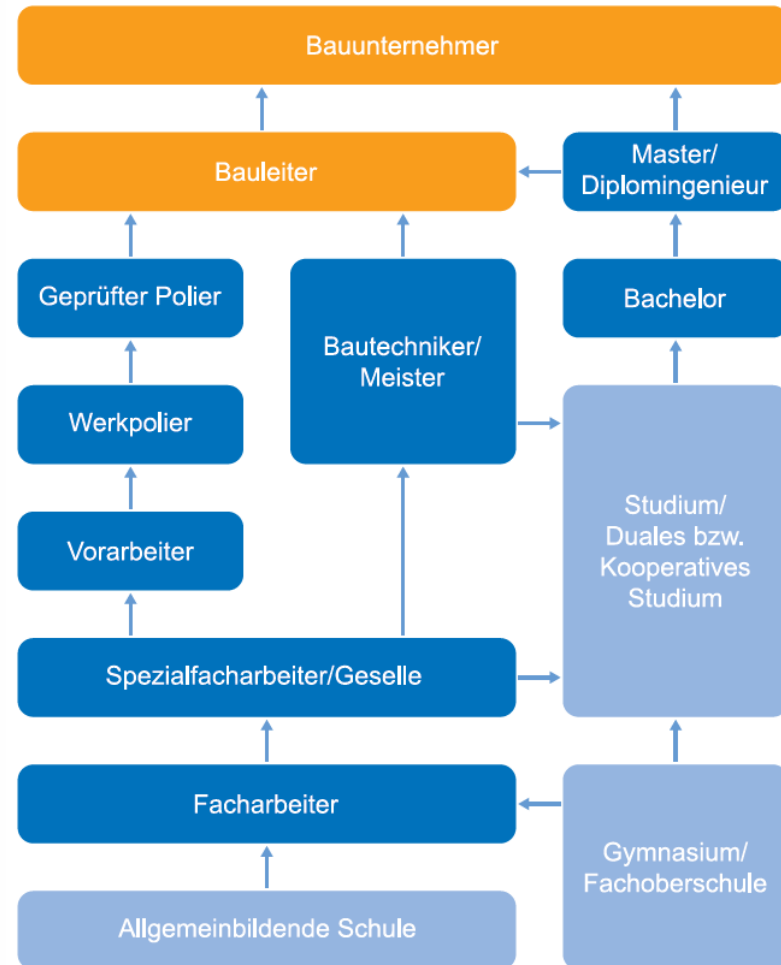 Bauunternehmer
Bauleiter
Master/
Diplomingenieur
Geprüfter Polier
Bautechniker/
Meister
Bachelor
Werkpolier
Studium/
Duales bzw.
Kooperatives
Studium
Vorarbeiter
Spezialfacharbeiter/Geselle
Facharbeiter
Gymnasium/
Fachoberschule
Allgemeinbildende Schule